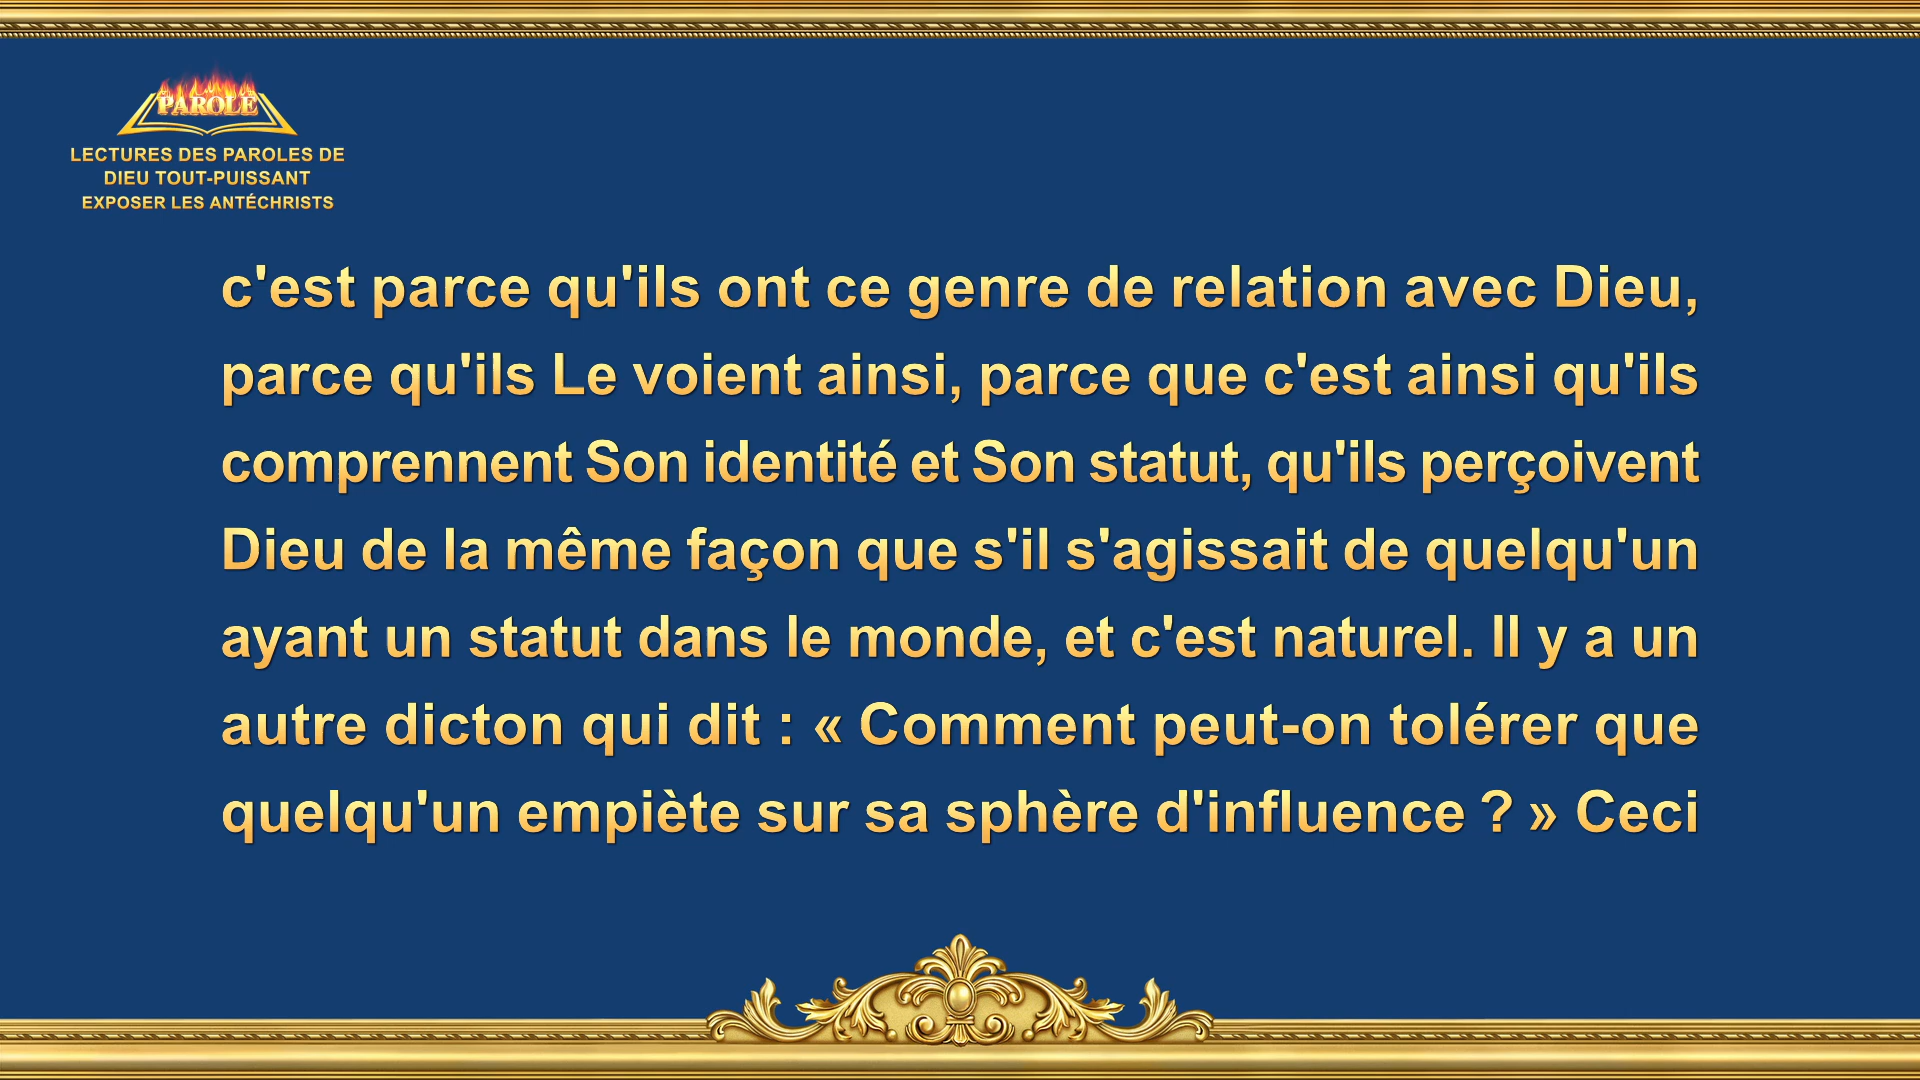 PAROLE
LECTURES DES PAROLES DE
DIEU TOUT-PUISSANT
EXPOSER LES ANTÉCHRISTS
c'est parce qu'ils ont ce genre de relation avec Dieu,
parce qu'ils Le voient ainsi, parce que c'est ainsi qu'ils
comprennent Son identité et Son statut, qu'ils perçoivent
Dieu de la même façon que s'il s'agissait de quelqu'un
ayant un statut dans le monde, et c'est naturel. Il y a un
autre dicton qui dit : « Comment peut-on tolérer que
quelqu'un empiète sur sa sphère d'influence ? » Ceci